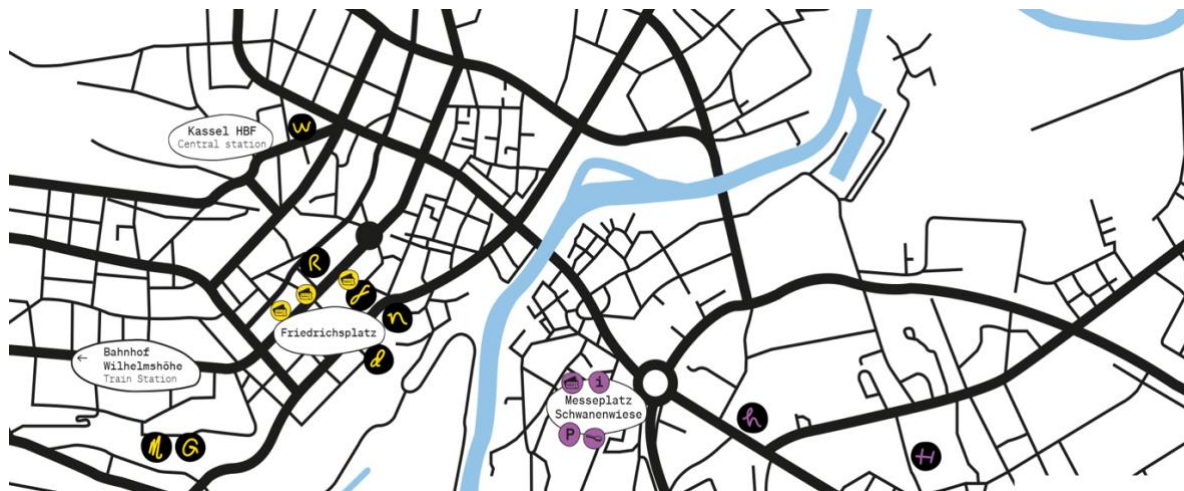 Kassel HBF
Central station
w
R
f
n
Friedrichsplatz
d
←
Bahnhof
Wilhelmshöhe
Train Station
M G
i
Messeplatz
Schwanenwiese
P
h
H